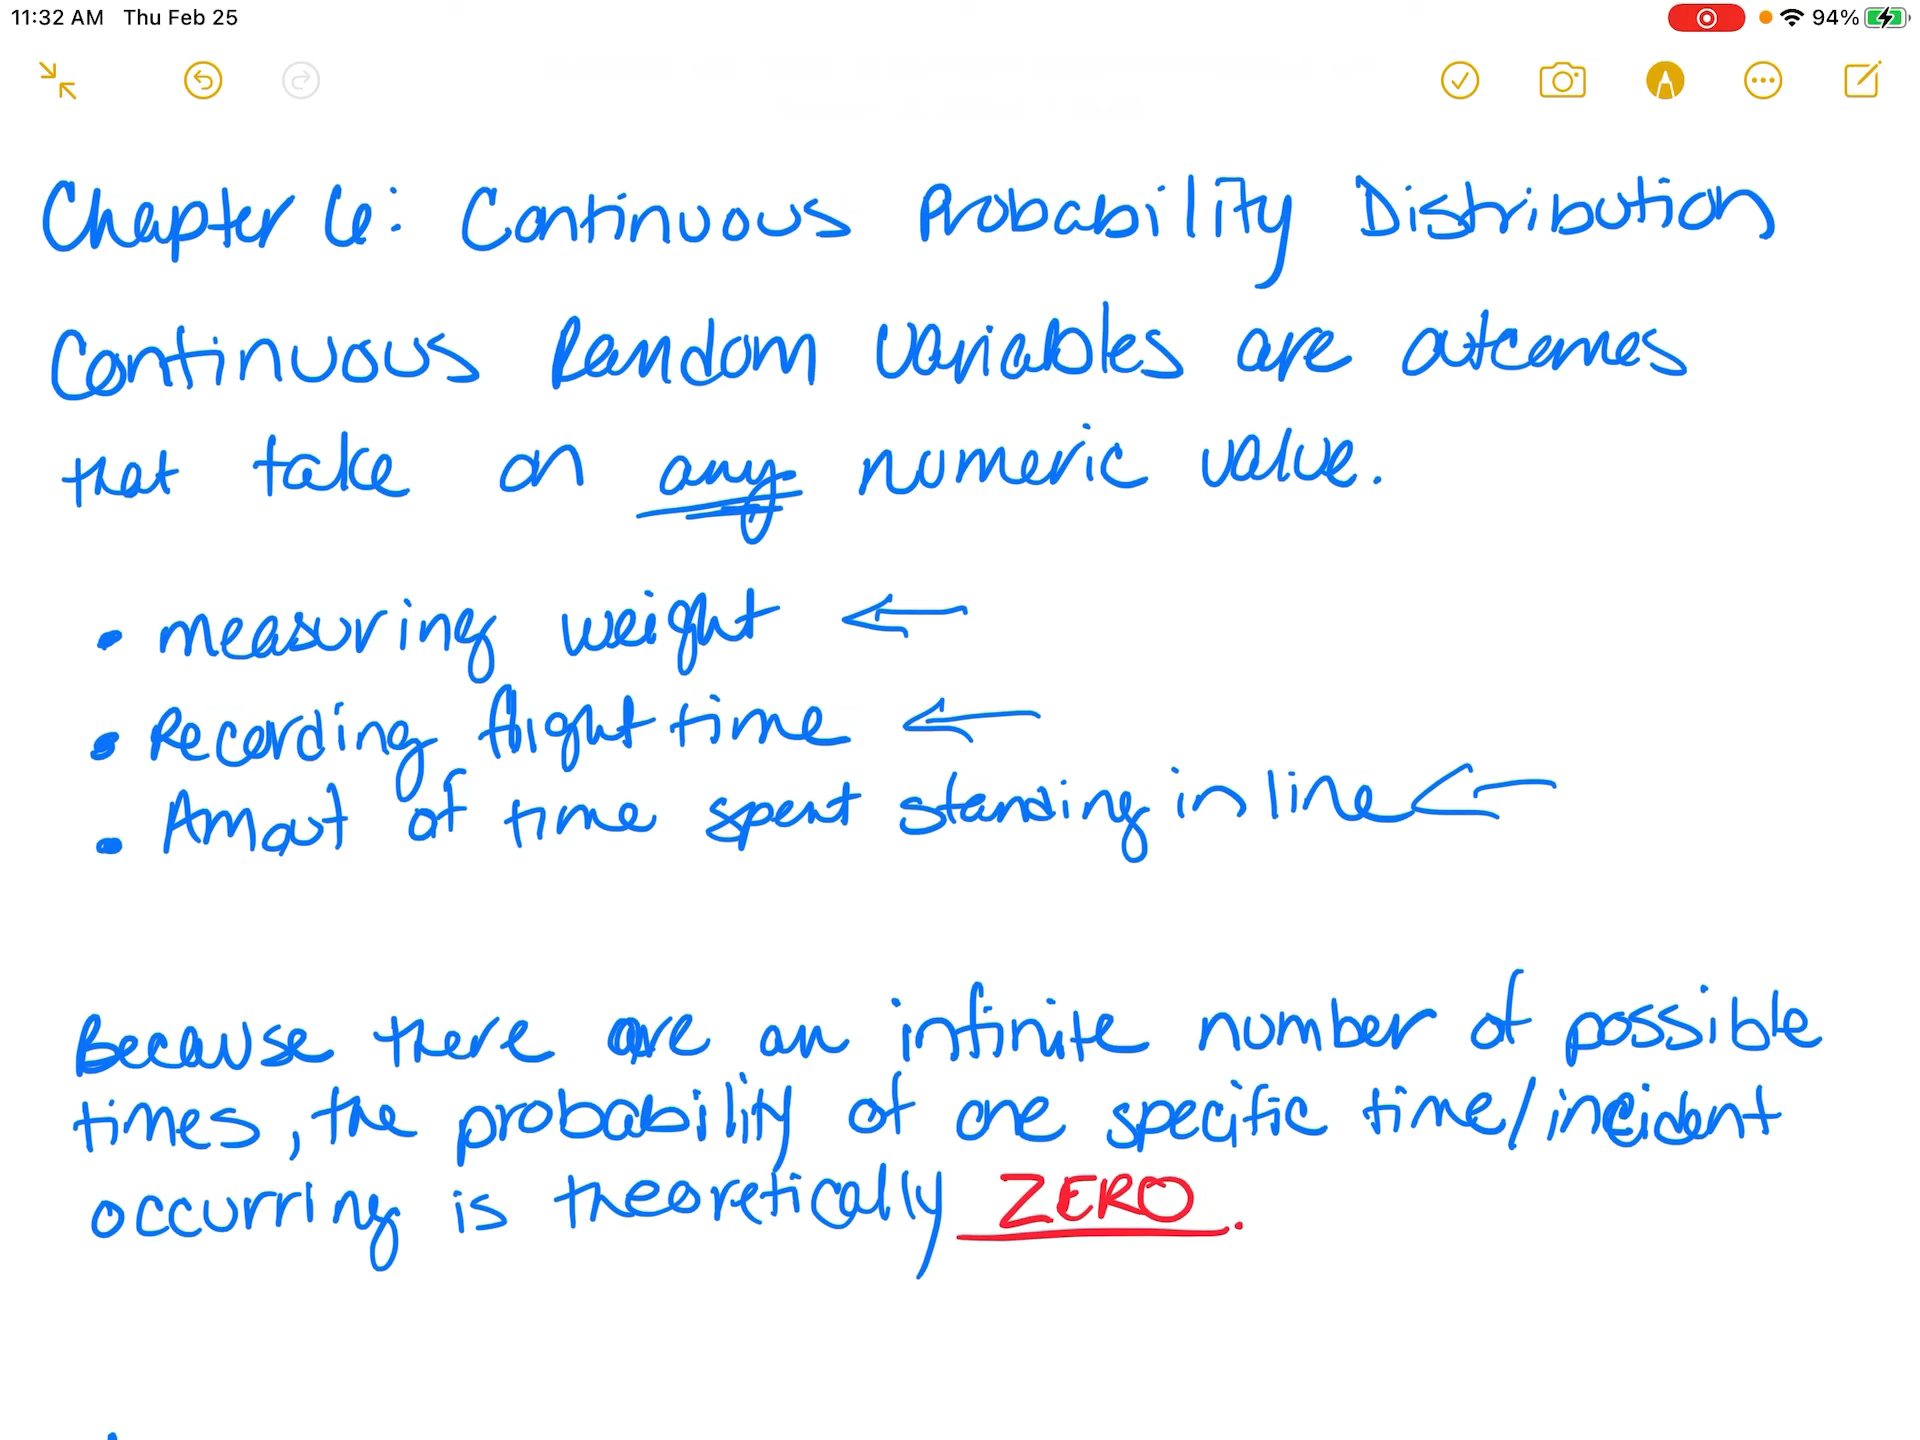 11:32 AM Thu Feb 25
94%
Chapter 6: Continuous Probability Distribution
Continuous Random Variables are outcomes
that take on any numeric value.
• measuring weight ←
• Recording flight time ←
• Amout of time spent standing in line ←
Because there are an infinite number of possible
times, the probability of one specific time/incident
occurring is theoretically ZERO.